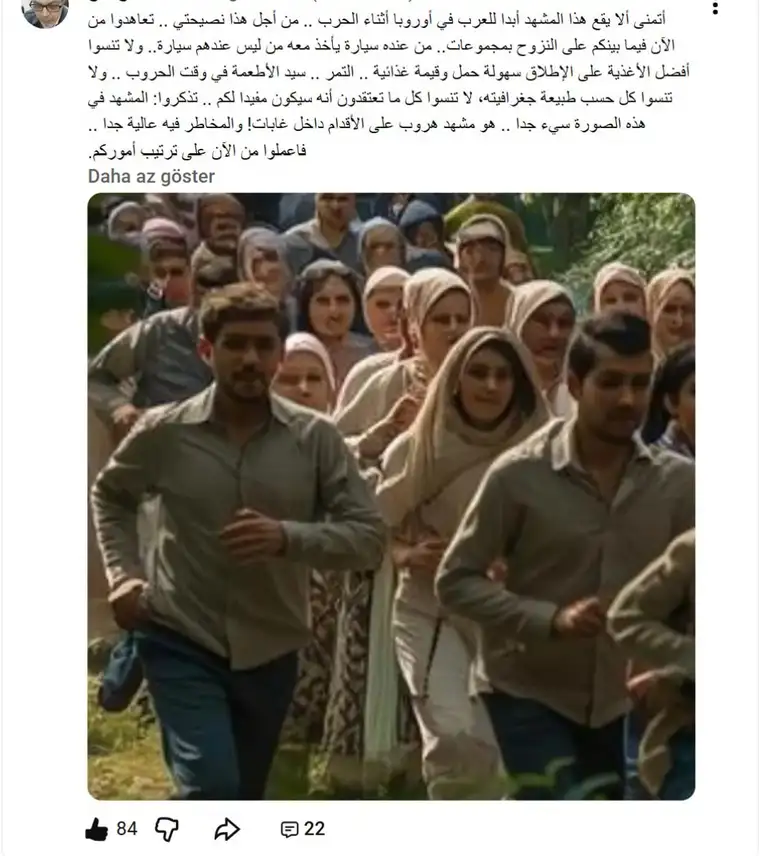 أتمنى ألا يقع هذا المشهد أبدا للعرب في أوروبا أثناء الحرب .. من أجل هذا نصيحتي .. تعاهدوا من
الآن فيما بينكم على النزوح بمجموعات.. من عنده سيارة يأخذ معه من ليس عندهم سيارة.. ولا تنسوا
أفضل الأغذية على الإطلاق سهولة حمل وقيمة غذائية .. التمر .. سيد الأطعمة في وقت الحروب .. ولا
تنسوا كل حسب طبيعة جغرافيته، لا تنسوا كل ما تعتقدون أنه سيكون مفيدا لكم .. تذكروا: المشهد في
هذه الصورة سيء جدا .. هو مشهد هروب على الأقدام داخل غابات! والمخاطر فيه عالية جدا ..
فاعملوا من الآن على ترتيب أموركم.
Daha az göster
84
22